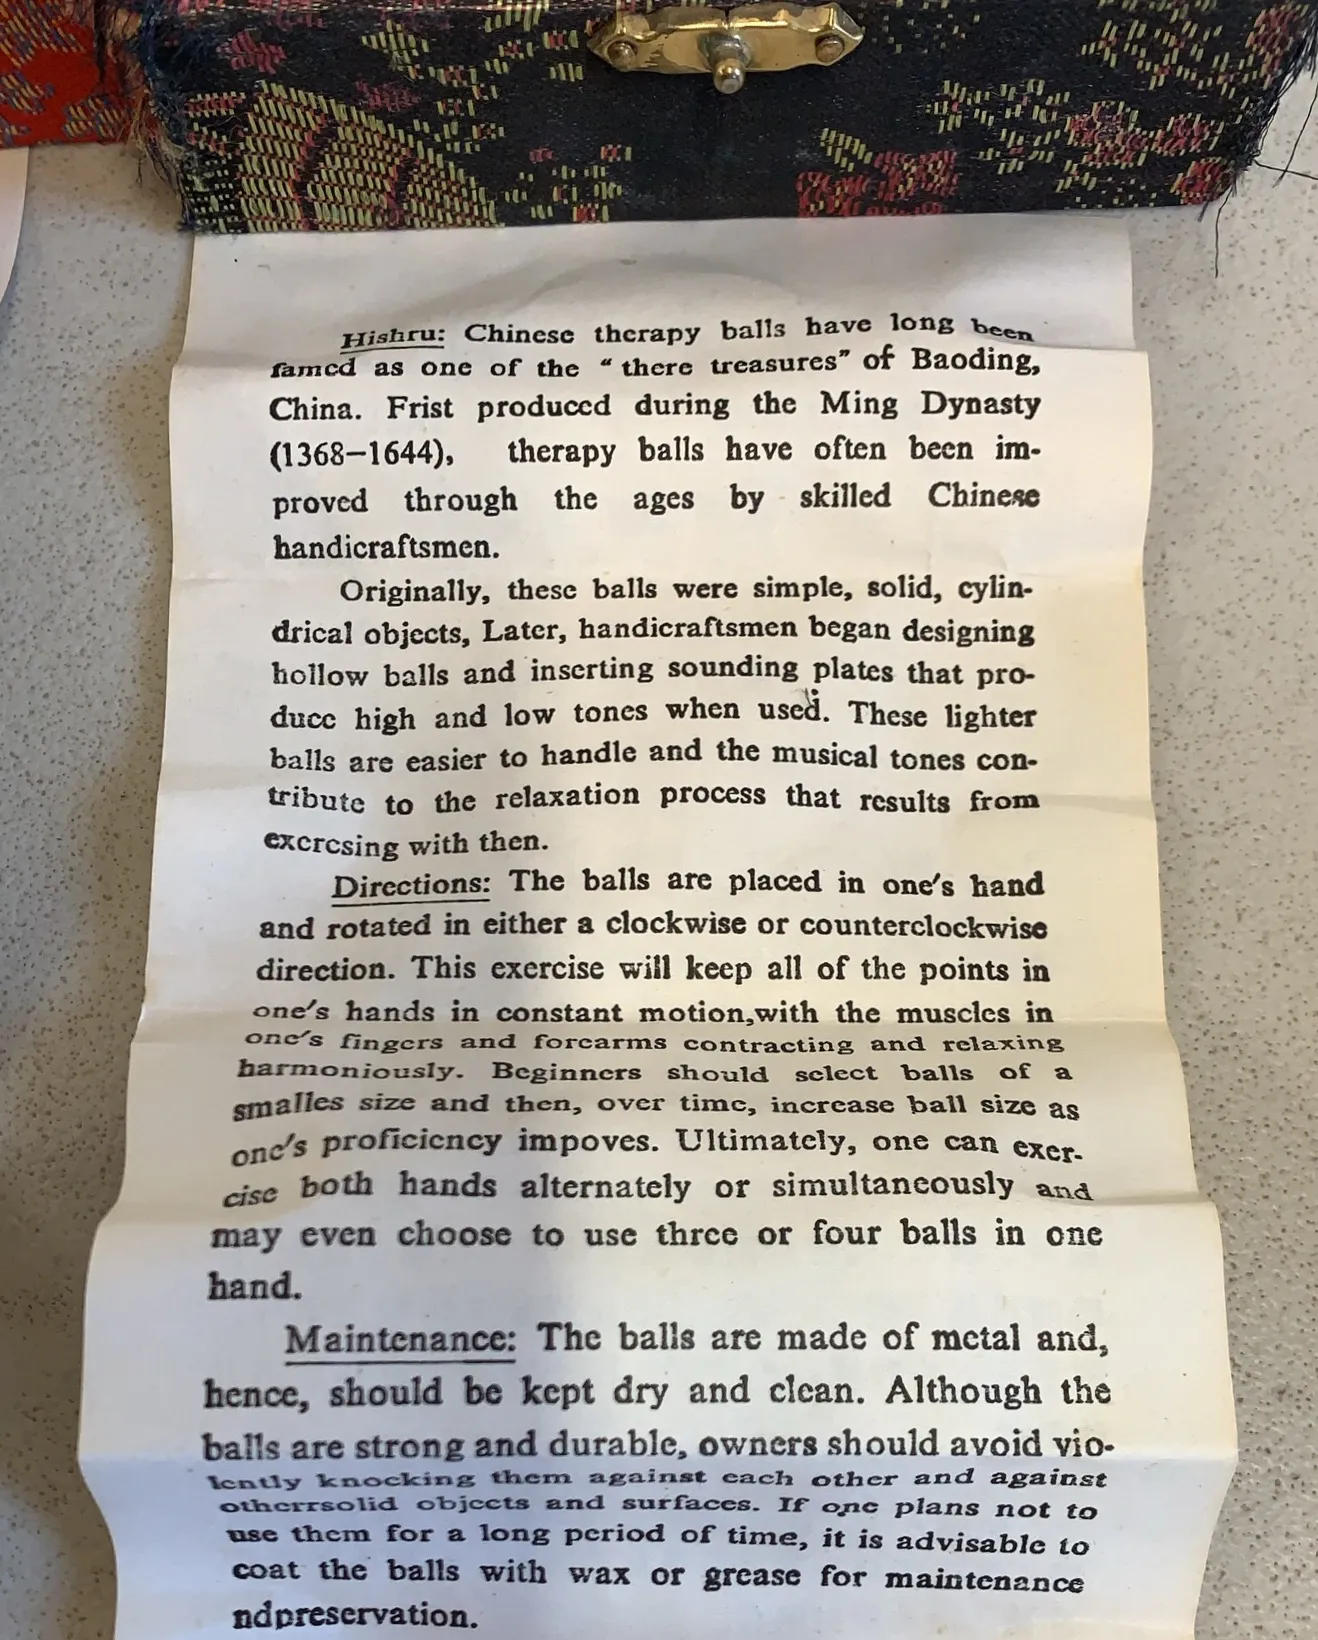 Hishru: Chinese therapy balls have long been
famed as one of the “there treasures” of Baoding,
China. Frist produced during the Ming Dynasty
(1368—1644), therapy balls have often been im-
proved through the ages by skilled Chinese
handicraftsmen.
Originally, these balls were simple, solid, cylin-
drical objects, Later, handicraftsmen began designing
hollow balls and inserting sounding plates that pro-
duce high and low tones when used. These lighter
balls are easier to handle and the musical tones con-
tribute to the relaxation process that results from
exercsing with then.
Directions: The balls are placed in one's hand
and rotated in either a clockwise or counterclockwise
direction. This exercise will keep all of the points in
one's hands in constant motion,with the muscles in
one's fingers and forearms contracting and relaxing
harmoniously. Beginners should select balls of a
smalles size and then, over time, increase ball size as
one's proficiency impoves. Ultimately, one can exer-
cise both hands alternately or simultaneously and
may even choose to use three or four balls in one
hand.
Maintenance: The balls are made of metal and,
hence, should be kept dry and clean. Although the
balls are strong and durable, owners should avoid vio-
lently knocking them against each other and against
otherrsolid objects and surfaces. If one plans not to
use them for a long period of time, it is advisable to
coat the balls with wax or grease for maintenance
ndpreservation.